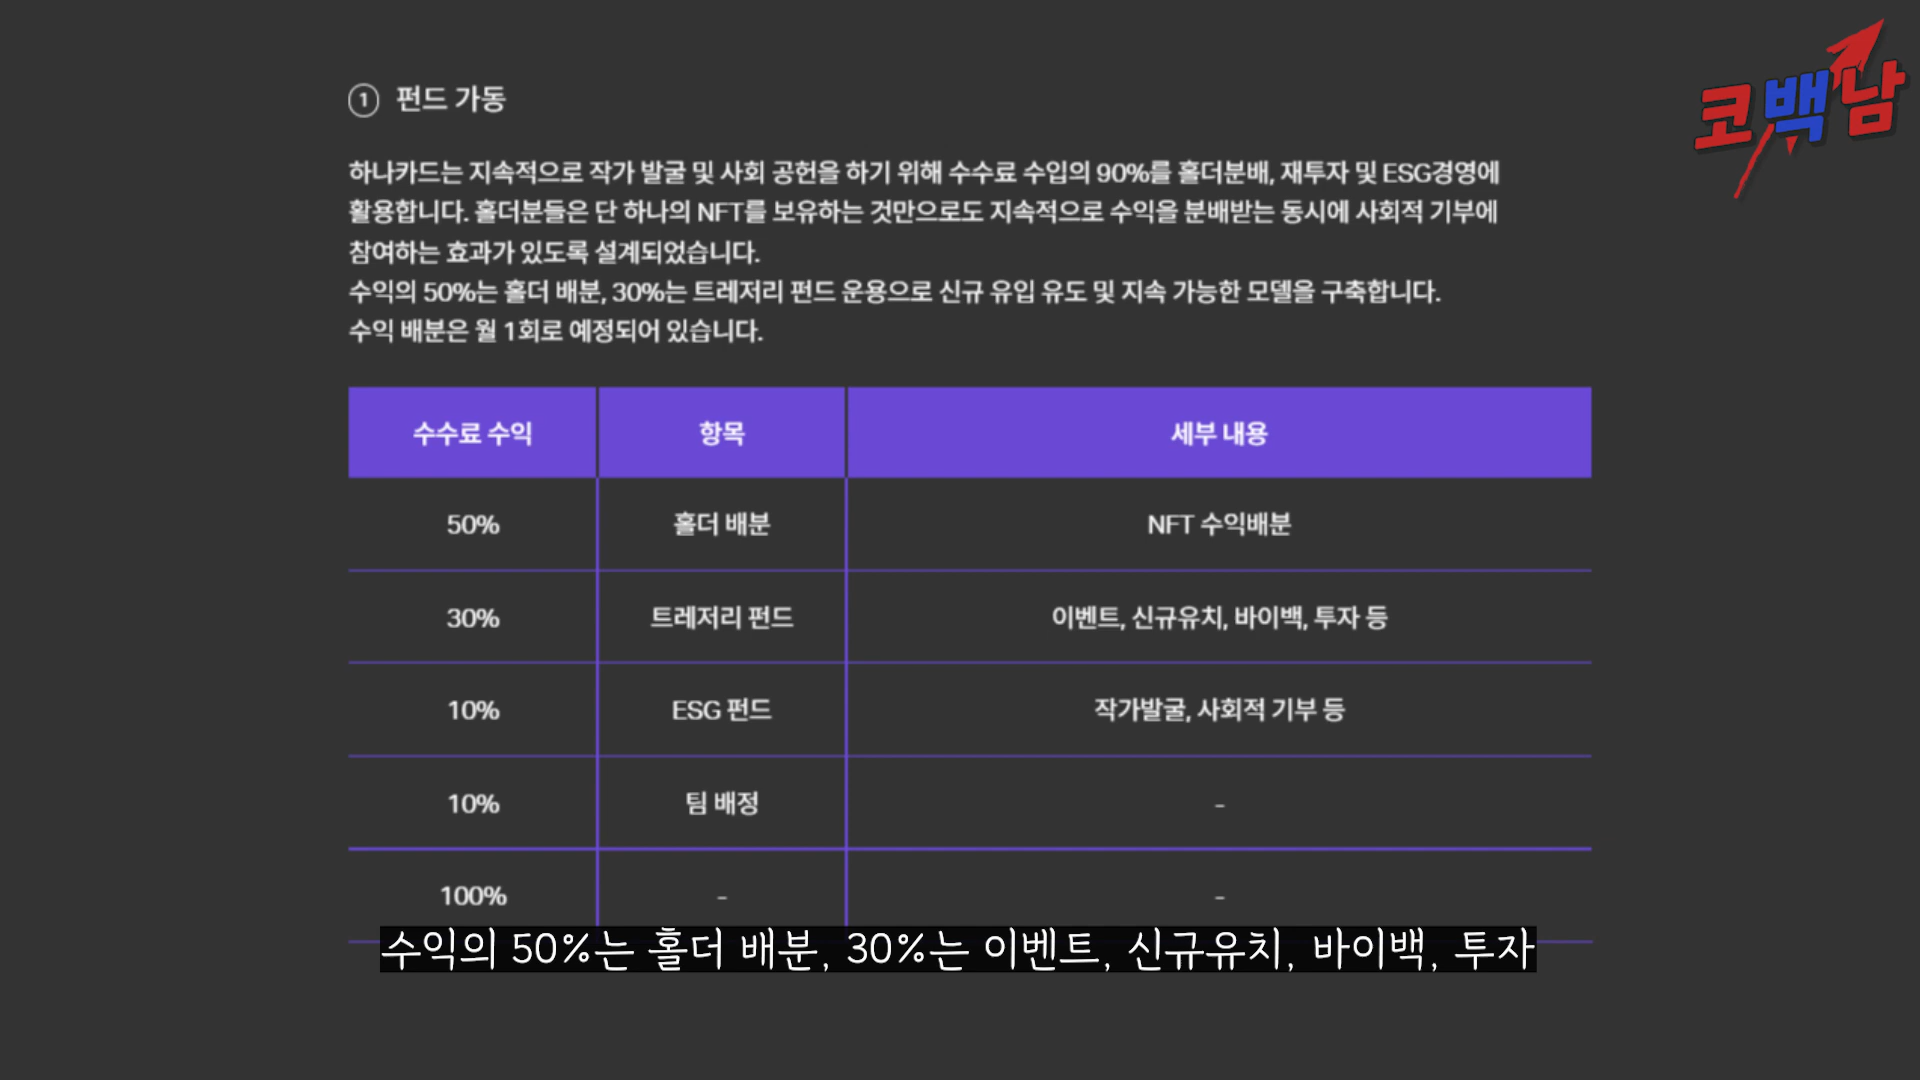 코백남
① 펀드 가동
하나카드는 지속적으로 작가 발굴 및 사회 공헌을 하기 위해 수수료 수입의 90%를 홀더분배, 재투자 및 ESG경영에
활용합니다. 홀더분들은 단 하나의 NFT를 보유하는 것만으로도 지속적으로 수익을 분배받는 동시에 사회적 기부에
참여하는 효과가 있도록 설계되었습니다.
수익의 50%는 홀더 배분, 30%는 트레저리 펀드 운용으로 신규 유입 유도 및 지속 가능한 모델을 구축합니다.
수익 배분은 월 1회로 예정되어 있습니다.
수수료 수익 항목 세부 내용
50% 홀더 배분 NFT 수익배분
30% 트레저리 펀드 이벤트, 신규유치, 바이백, 투자 등
10% ESG 펀드 작가발굴, 사회적 기부 등
10% 팀 배정 -
100% - -
수익의 50%는 홀더 배분, 30%는 이벤트, 신규유치, 바이백, 투자